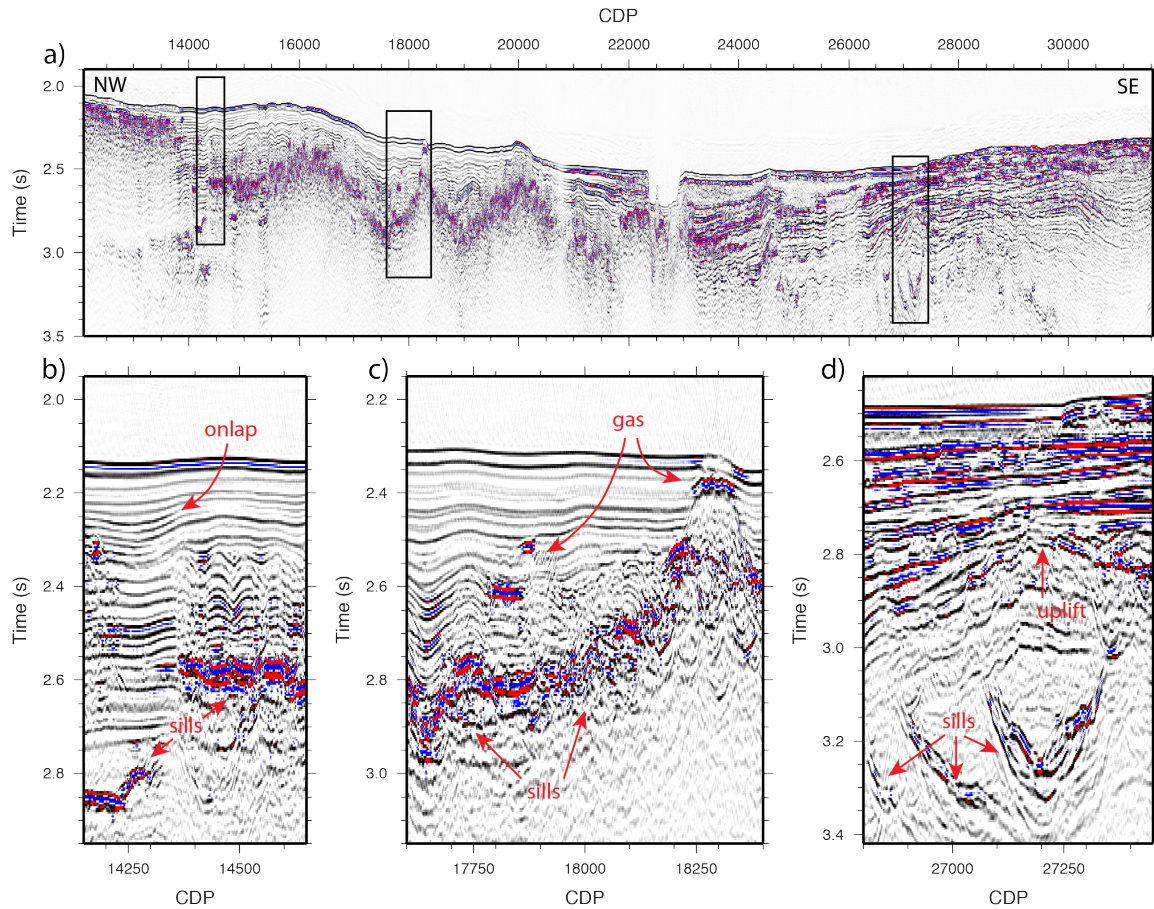 CDP
a)
14000 16000 18000 20000 22000 24000 26000 28000 30000
NW SE
2.0
2.5
3.0
3.5
Time (s)
b) c) d)
2.0
2.2
2.4
2.6
2.8
Time (s)
onlap
sills
14250 14500
CDP
2.2
2.4
2.6
2.8
3.0
Time (s)
gas
sills
17750 18000 18250
CDP
2.6
2.8
3.0
3.2
3.4
Time (s)
uplift
sills
27000 27250
CDP